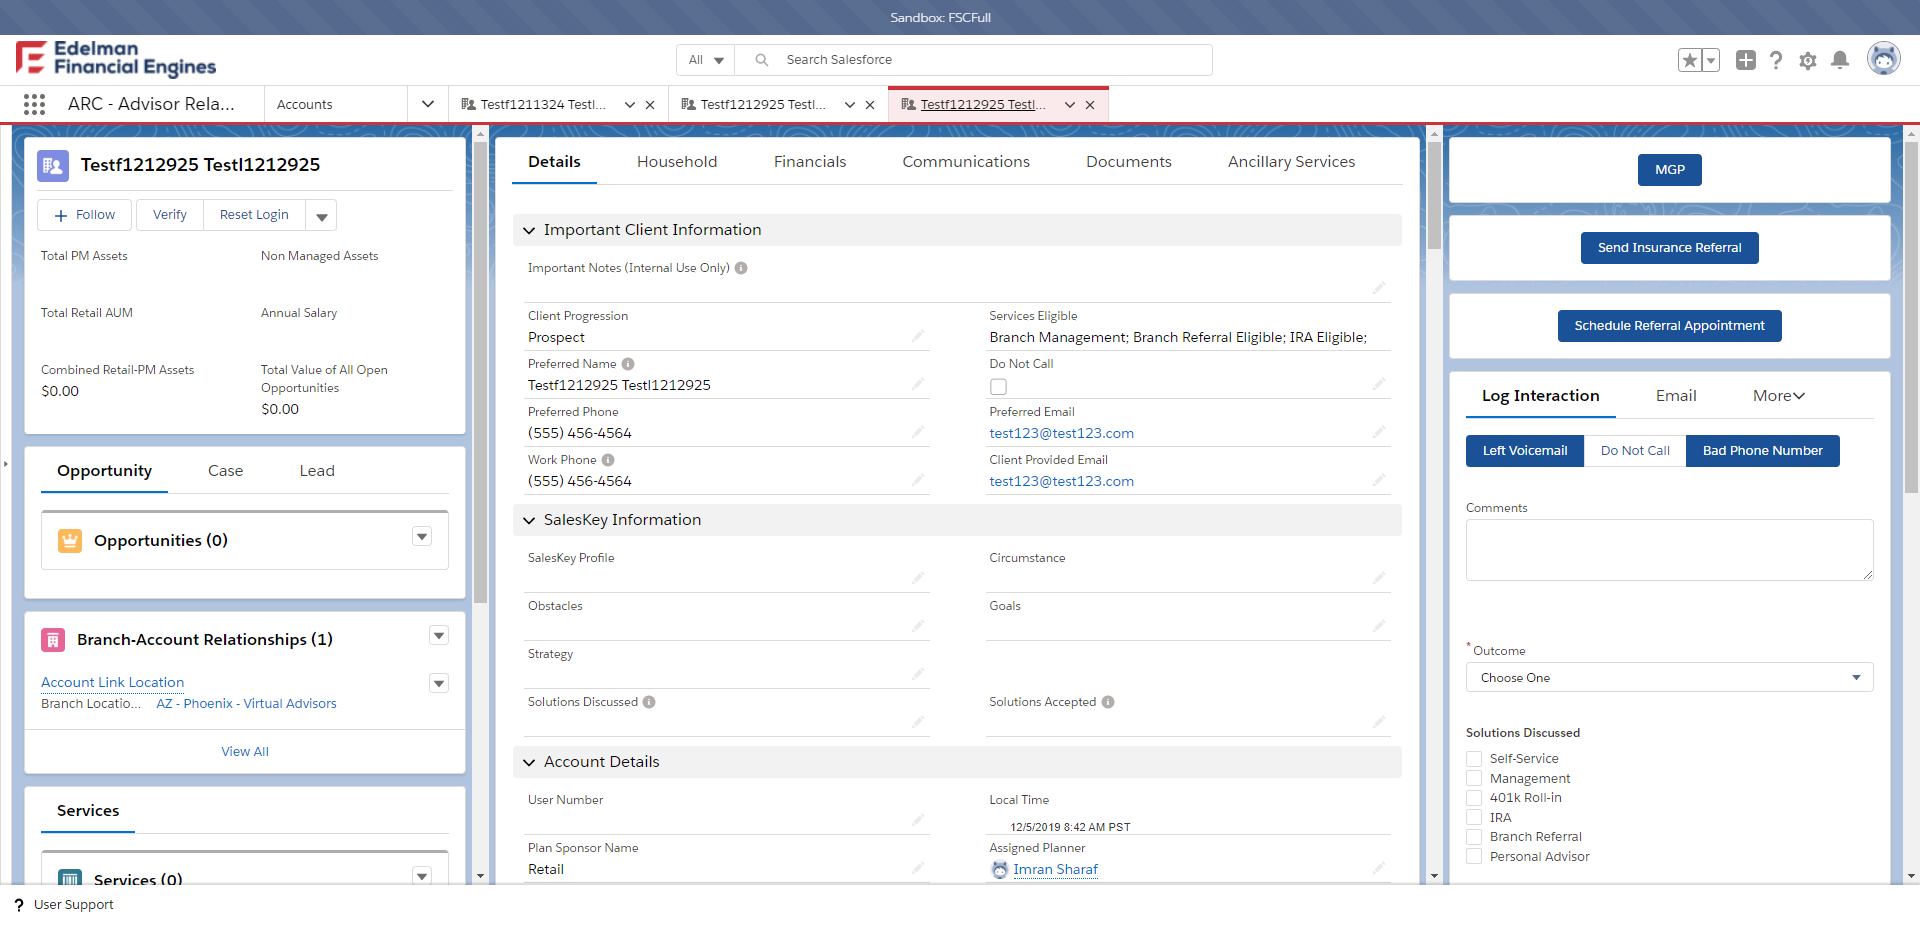 Sandbox: FSCFull
Edelman
Financial Engines
All
Search Salesforce
ARC - Advisor Rela...
Accounts
Testf1211324 Testl...
Testf1212925 Testl...
Testf1212925 Testl...
Testf1212925 Testl1212925
Follow
Verify
Reset Login
Total PM Assets
Non Managed Assets
Total Retail AUM
Annual Salary
Combined Retail-PM Assets
$0.00
Total Value of All Open
Opportunities
$0.00
Opportunity
Case
Lead
Opportunities (0)
Branch-Account Relationships (1)
Account Link Location
Branch Locatio... AZ - Phoenix - Virtual Advisors
View All
Services
Services (0)
Details
Household
Financials
Communications
Documents
Ancillary Services
Important Client Information
Important Notes (Internal Use Only)
Client Progression
Prospect
Services Eligible
Branch Management; Branch Referral Eligible; IRA Eligible;
Preferred Name
Testf1212925 Testl1212925
Do Not Call
Preferred Phone
(555) 456-4564
Preferred Email
test123@test123.com
Work Phone
(555) 456-4564
Client Provided Email
test123@test123.com
SalesKey Information
SalesKey Profile
Circumstance
Obstacles
Goals
Strategy
Solutions Discussed
Solutions Accepted
Account Details
User Number
Local Time
12/5/2019 8:42 AM PST
Plan Sponsor Name
Retail
Assigned Planner
Imran Sharaf
MGP
Send Insurance Referral
Schedule Referral Appointment
Log Interaction
Email
More
Left Voicemail
Do Not Call
Bad Phone Number
Comments
* Outcome
Choose One
Solutions Discussed
Self-Service
Management
401k Roll-in
IRA
Branch Referral
Personal Advisor
? User Support